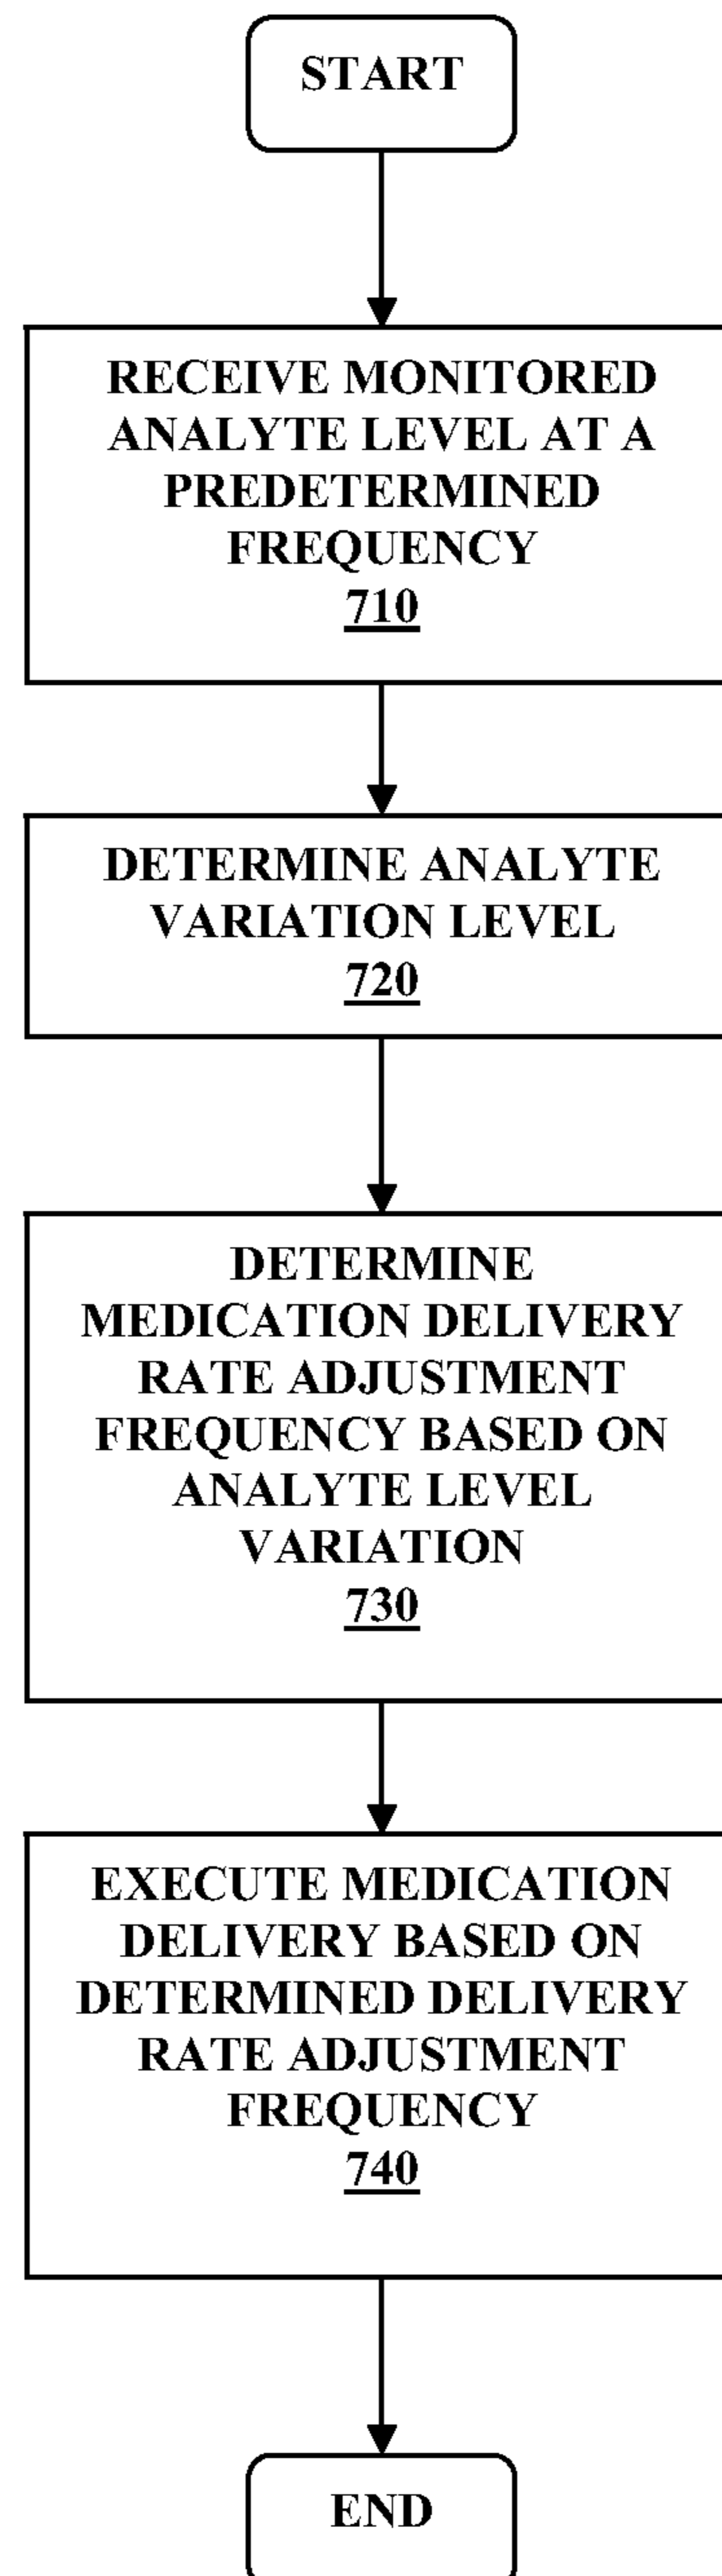 START
RECEIVE MONITORED
ANALYTE LEVEL AT A
PREDETERMINED
FREQUENCY
710
DETERMINE ANALYTE
VARIATION LEVEL
720
DETERMINE
MEDICATION DELIVERY
RATE ADJUSTMENT
FREQUENCY BASED ON
ANALYTE LEVEL
VARIATION
730
EXECUTE MEDICATION
DELIVERY BASED ON
DETERMINED DELIVERY
RATE ADJUSTMENT
FREQUENCY
740
END